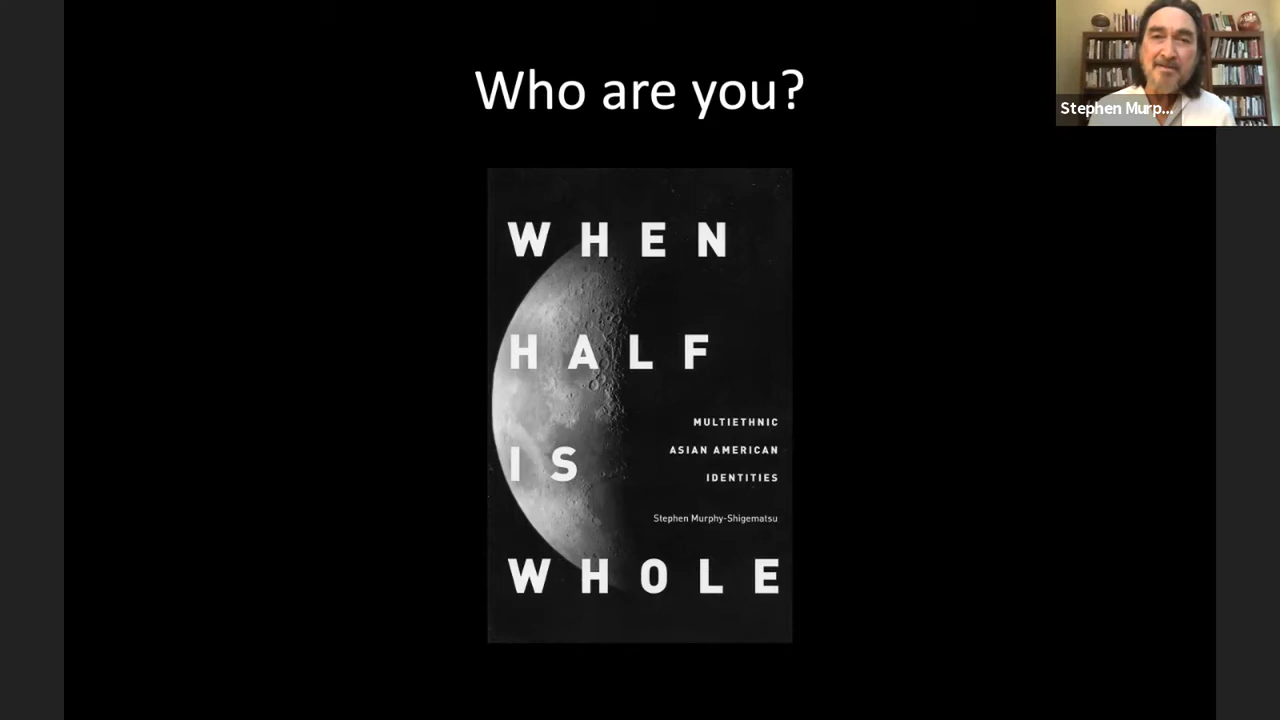 Who are you?
Stephen Murp...
WHEN
HALF
MULTIETHNIC
ASIAN AMERICAN
IS
IDENTITIES
Stephen Murphy-Shigematsu
WHOLE